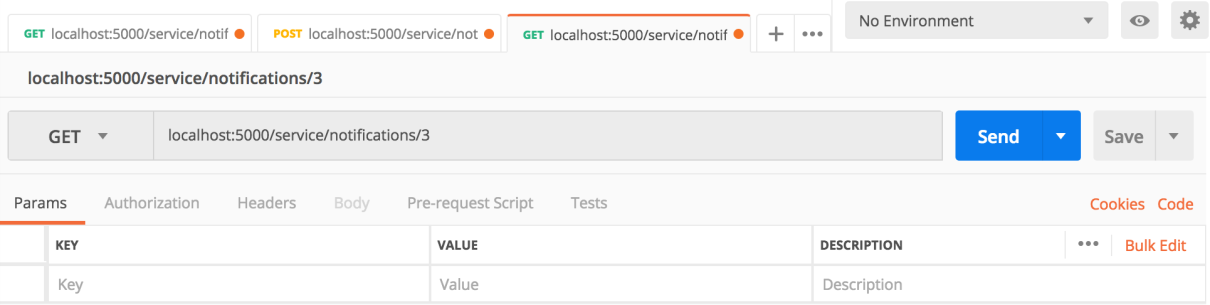 GET localhost:5000/service/notif POST localhost:5000/service/not GET localhost:5000/service/notif + ••• No Environment
localhost:5000/service/notifications/3
GET localhost:5000/service/notifications/3 Send Save
Params Authorization Headers Body Pre-request Script Tests Cookies Code
KEY VALUE DESCRIPTION ••• Bulk Edit
Key Value Description